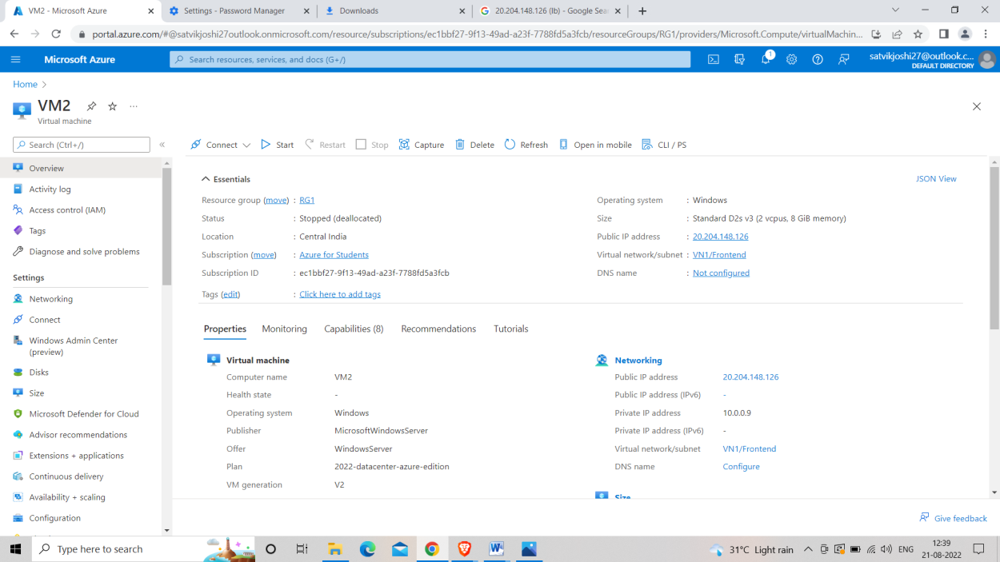 VM2 - Microsoft Azure
Settings - Password Manager
Downloads
20.204.148.126 (lb) - Google Sea
portal.azure.com/#@satvikjoshi27outlook.onmicrosoft.com/resource/subscriptions/ec1bbf27-9f13-49ad-a23f-7788fd5a3fcb/resourceGroups/RG1/providers/Microsoft.Compute/virtualMachin...
Microsoft Azure
Search resources, services, and docs (G+/)
1
satvikjoshi27@outlook.c...
DEFAULT DIRECTORY
Home
VM2
Virtual machine
Search (Ctrl+/)
Connect
Start
Restart
Stop
Capture
Delete
Refresh
Open in mobile
CLI / PS
Overview
Activity log
Access control (IAM)
Tags
Diagnose and solve problems
Settings
Networking
Connect
Windows Admin Center
(preview)
Disks
Size
Microsoft Defender for Cloud
Advisor recommendations
Extensions + applications
Continuous delivery
Availability + scaling
Configuration
Essentials
JSON View
Resource group (move) : RG1
Status : Stopped (deallocated)
Location : Central India
Subscription (move) : Azure for Students
Subscription ID : ec1bbf27-9f13-49ad-a23f-7788fd5a3fcb
Tags (edit) : Click here to add tags
Operating system : Windows
Size : Standard D2s v3 (2 vcpus, 8 GiB memory)
Public IP address : 20.204.148.126
Virtual network/subnet : VN1/Frontend
DNS name : Not configured
Properties
Monitoring
Capabilities (8)
Recommendations
Tutorials
Virtual machine
Computer name VM2
Health state -
Operating system Windows
Publisher MicrosoftWindowsServer
Offer WindowsServer
Plan 2022-datacenter-azure-edition
VM generation V2
Networking
Public IP address 20.204.148.126
Public IP address (IPv6) -
Private IP address 10.0.0.9
Private IP address (IPv6) -
Virtual network/subnet VN1/Frontend
DNS name Configure
Size
Give feedback
Type here to search
31°C Light rain
ENG
12:39
21-08-2022